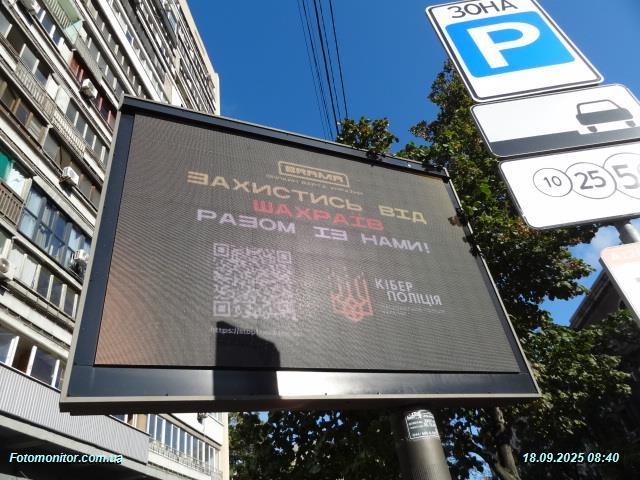 ЗОНА
P
10 25 5
BRAMA
ЗАХИСТИСЬ ВІД
ШАХРАЇВ
РАЗОМ ІЗ НАМИ!
КІБЕР
ПОЛІЦІЯ
Fotomonitor.com.ua
18.09.2025 08:40